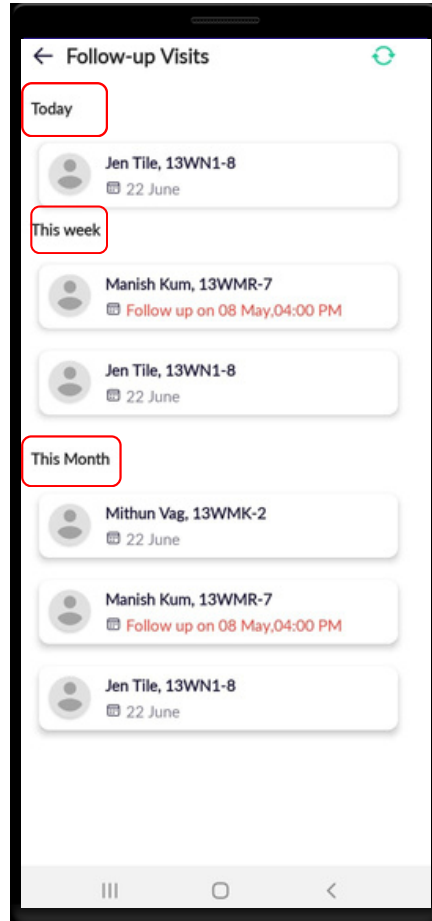 Follow-up Visits
Today
Jen Tile, 13WN1-8
22 June
This week
Manish Kum, 13WMR-7
Follow up on 08 May,04:00 PM
Jen Tile, 13WN1-8
22 June
This Month
Mithun Vag, 13WMK-2
22 June
Manish Kum, 13WMR-7
Follow up on 08 May,04:00 PM
Jen Tile, 13WN1-8
22 June